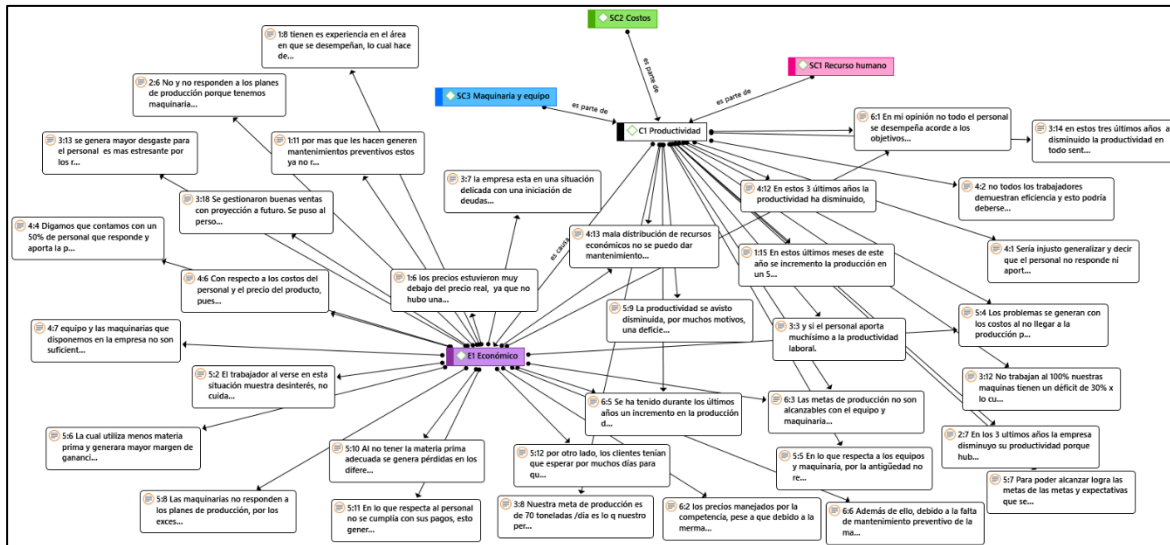 SC2 Costos
1:8 tienen es experiencia en el área
en que se desempeñan, lo cual hace
de...
SC1 Recurso humano
2:6 No y no responden a los planes
de producción porque tenemos
maquinaria...
SC3 Maquinaria y equipo
es parte de
es parte de
es parte de
6:1 En mi opinión no todo el personal
se desempeña acorde a los
objetivos...
3:14 en estos tres últimos años a
disminuido la productividad en
todo sent...
C1 Productividad
3:13 se genera mayor desgaste para
el personal es mas estresante por
los r...
1:11 por mas que les hacen generen
mantenimientos preventivos estos
ya no r...
3:7 la empresa esta en una situación
delicada con una iniciación de
deudas...
4:12 En estos 3 últimos años la
productividad ha disminuido,
4:2 no todos los trabajadores
demuestran eficiencia y esto podría
deberse...
3:18 Se gestionaron buenas ventas
con proyección a futuro. Se puso al
perso...
4:4 Digamos que contamos con un
50% de personal que responde y
aporta la p...
4:13 mala distribución de recursos
económicos no se puedo dar
mantenimiento...
es causa
1:15 En estos últimos meses de este
año se incremento la producción en
un 5...
4:1 Sería injusto generalizar y decir
que el personal no responde ni
aport...
4:6 Con respecto a los costos del
personal y el precio del producto,
pues...
1:6 los precios estuvieron muy
debajo del precio real, ya que no
hubo una...
5:9 La productividad se avisto
disminuida, por muchos motivos,
una deficie...
5:4 Los problemas se generan con
los costos al no llegar a la
producción p...
4:7 equipo y las maquinarias que
disponemos en la empresa no son
suficient...
3:3 y si el personal aporta
muchísimo a la productividad
laboral.
E1 Económico
5:2 El trabajador al verse en esta
situación muestra desinterés, no
cuida...
3:12 No trabajan al 100% nuestras
maquinas tienen un déficit de 30% x
lo cu...
6:5 Se ha tenido durante los últimos
años un incremento en la producción
d...
6:3 Las metas de producción no son
alcanzables con el equipo y
maquinaria...
5:6 La cual utiliza menos materia
prima y generara mayor margen de
gananci...
2:7 En los 3 ultimos años la empresa
disminuyo su productividad porque
hub...
5:10 Al no tener la materia prima
adecuada se genera pérdidas en los
difere...
5:12 por otro lado, los clientes tenían
que esperar por muchos días para
qu...
5:5 En lo que respecta a los equipos
y maquinaria, por la antigüedad no
re...
5:7 Para poder alcanzar logra las
metas de las metas y expectativas
que se...
5:8 Las maquinarias no responden a
los planes de producción, por los
exces...
5:11 En lo que respecta al personal
no se cumplía con sus pagos, esto
gener...
3:8 Nuestra meta de producción es
de 70 toneladas /día es lo q nuestro
per...
6:2 los precios manejados por la
competencia, pese a que debido a la
merma...
6:6 Además de ello, debido a la
falta de mantenimiento preventivo de la
ma...